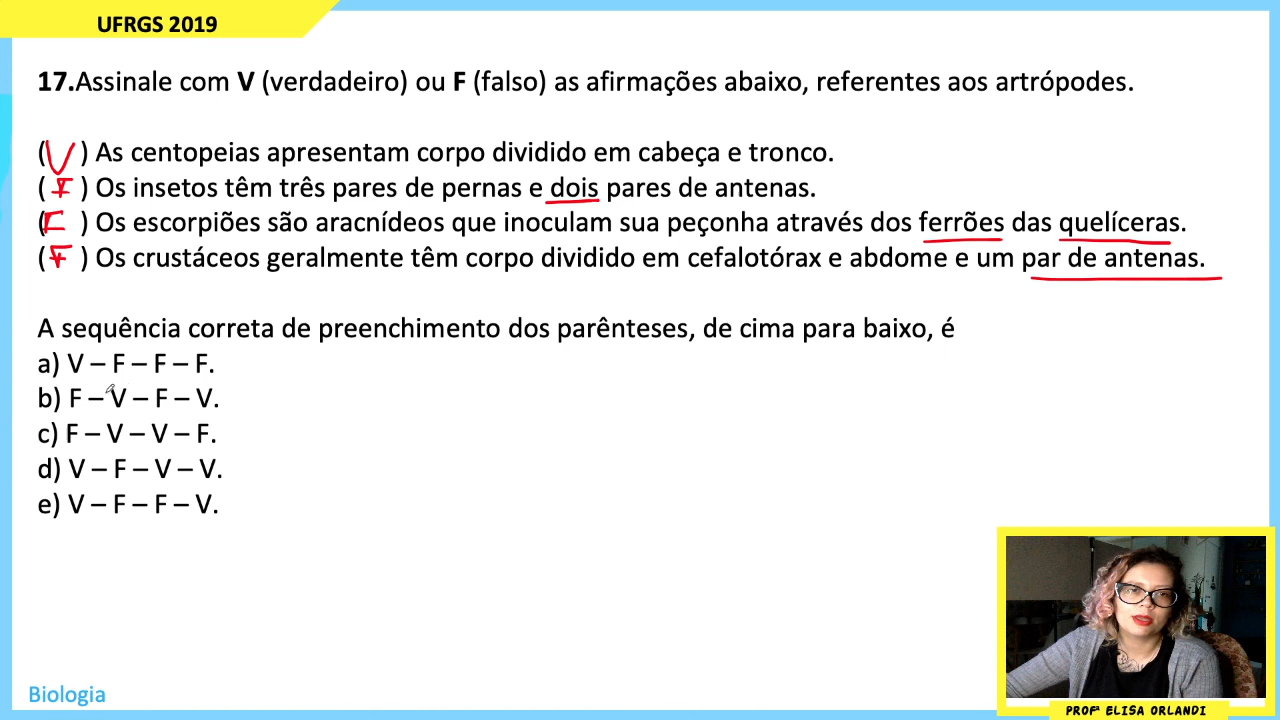 UFRGS 2019
17.Assinale com V (verdadeiro) ou F (falso) as afirmações abaixo, referentes aos artrópodes.
(V) As centopeias apresentam corpo dividido em cabeça e tronco.
(F) Os insetos têm três pares de pernas e dois pares de antenas.
(F) Os escorpiões são aracnídeos que inoculam sua peçonha através dos ferrões das quelíceras.
(F) Os crustáceos geralmente têm corpo dividido em cefalotórax e abdome e um par de antenas.
A sequência correta de preenchimento dos parênteses, de cima para baixo, é
a) V – F – F – F.
b) F – V – F – V.
c) F – V – V – F.
d) V – F – V – V.
e) V – F – F – V.
Biologia
PROFª ELISA ORLANDI